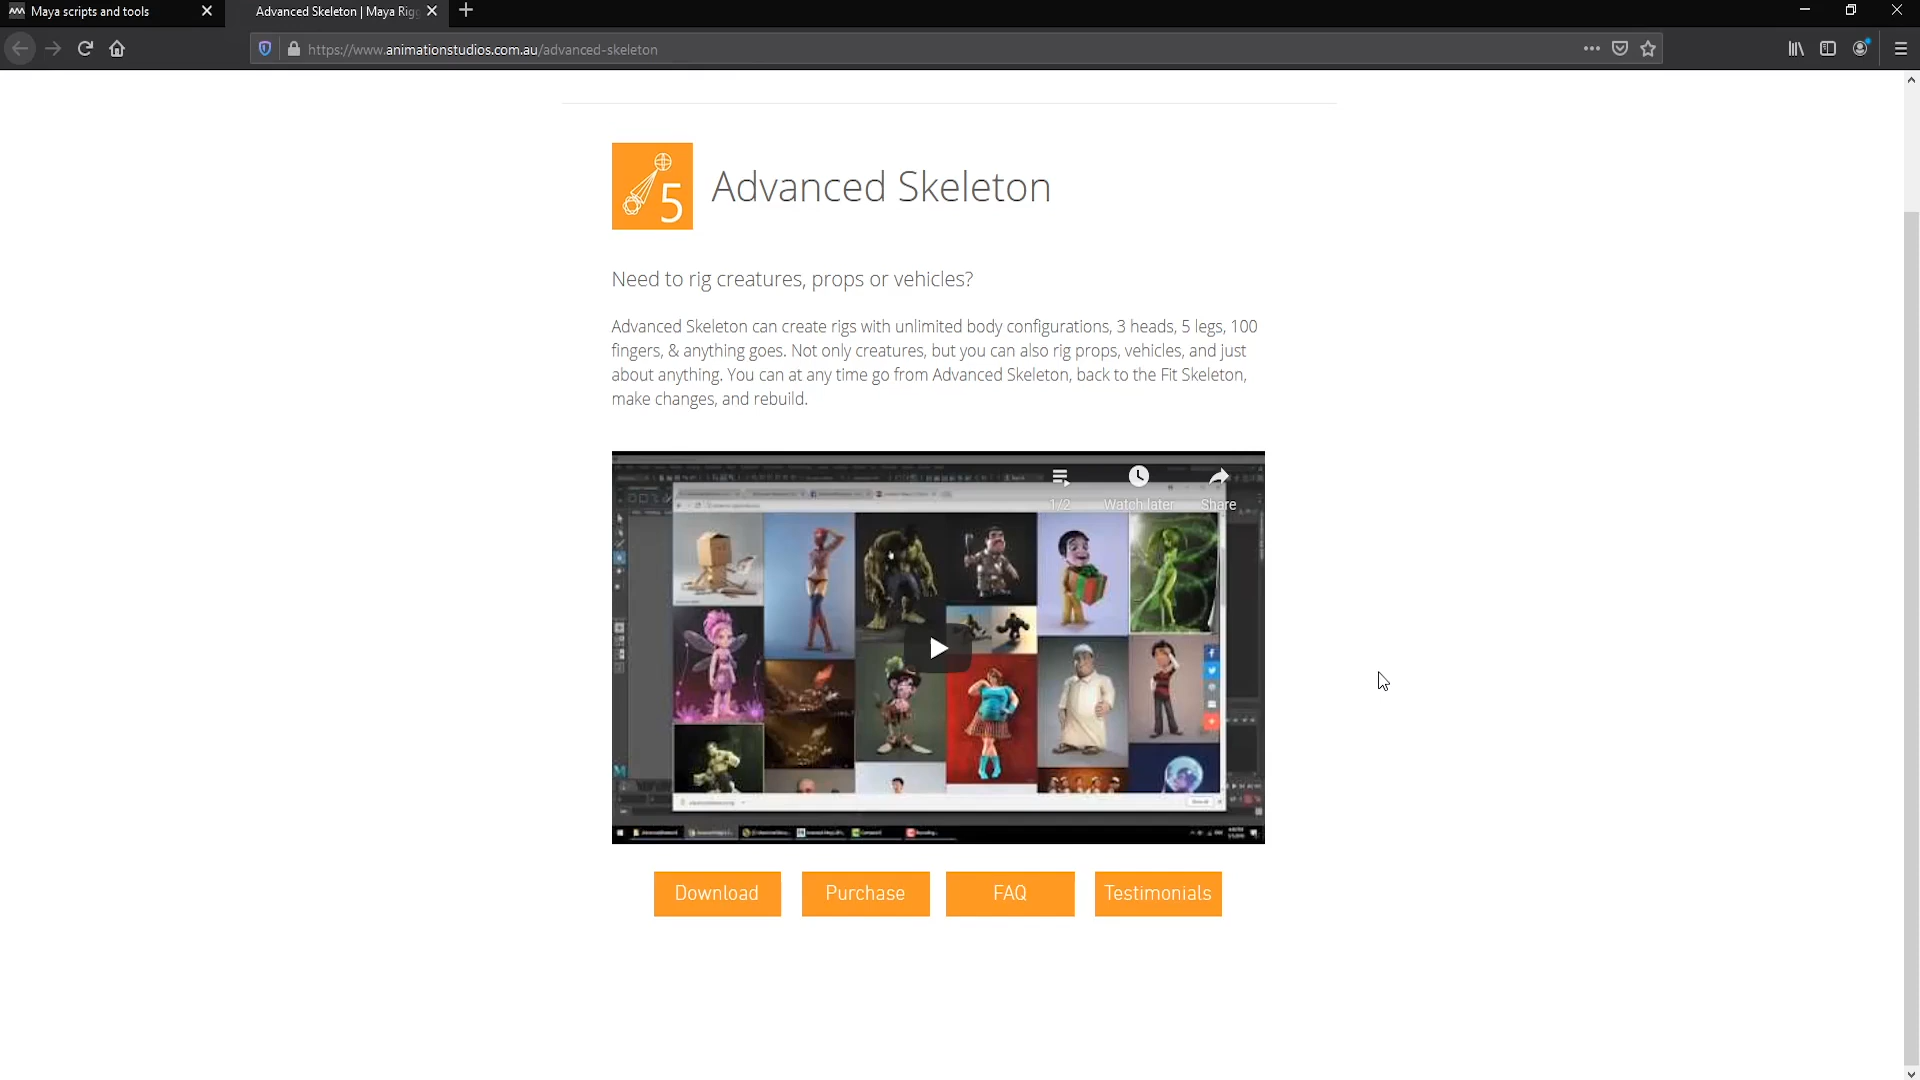 Maya scripts and tools
Advanced Skeleton | Maya Rigg
https://www.animationstudios.com.au/advanced-skeleton
5
Advanced Skeleton
Need to rig creatures, props or vehicles?
Advanced Skeleton can create rigs with unlimited body configurations, 3 heads, 5 legs, 100
fingers, & anything goes. Not only creatures, but you can also rig props, vehicles, and just
about anything. You can at any time go from Advanced Skeleton, back to the Fit Skeleton,
make changes, and rebuild.
1/2
Watch later
Share
Download
Purchase
FAQ
Testimonials